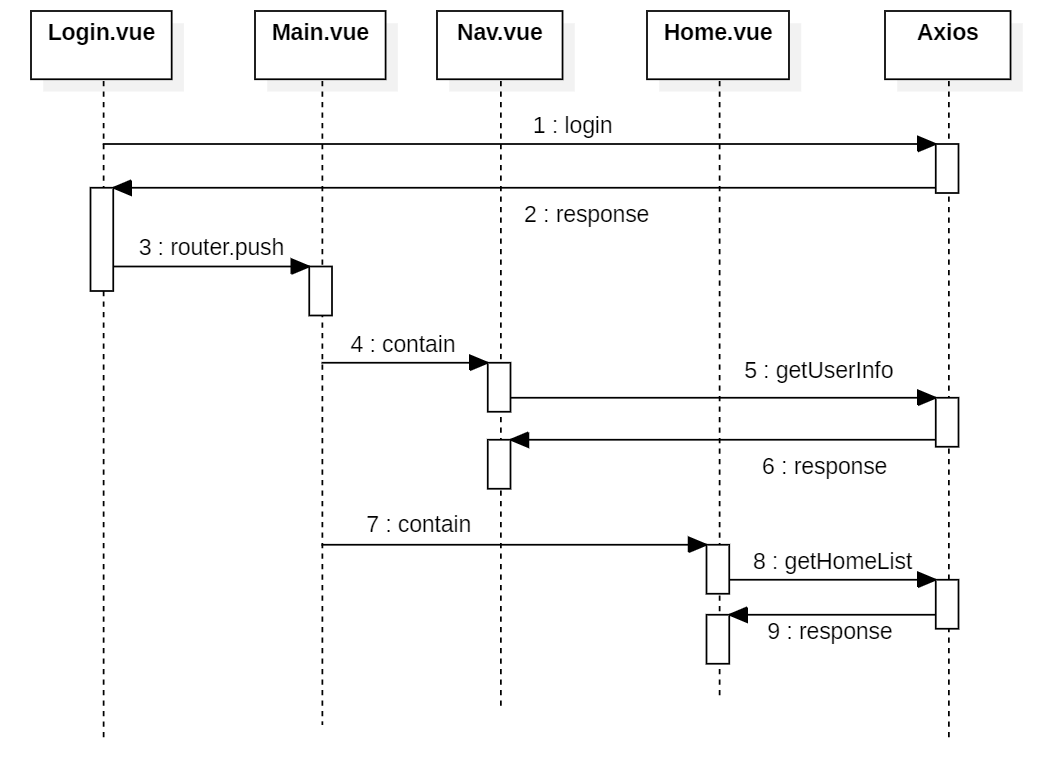 Login.vue
Main.vue
Nav.vue
Home.vue
Axios
1 : login
2 : response
3 : router.push
4 : contain
5 : getUserInfo
6 : response
7 : contain
8 : getHomeList
9 : response